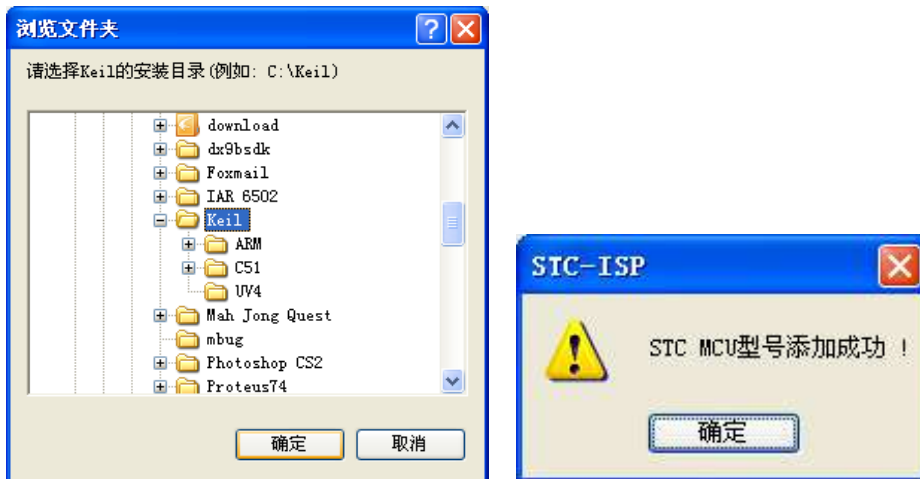 浏览文件夹
请选择Keil的安装目录(例如: C:\Keil)
download
dx9bsdk
Foxmail
IAR 6502
Keil
ARM
C51
UV4
Mah Jong Quest
mbug
Photoshop CS2
Proteus74
确定
取消
STC-ISP
STC MCU型号添加成功 !
确定